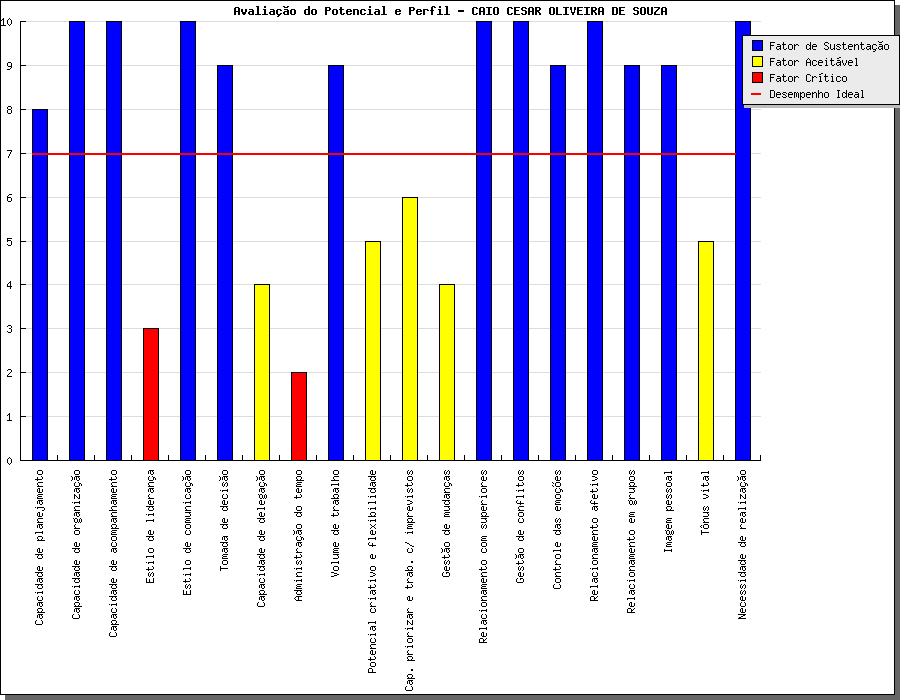 Avaliação do Potencial e Perfil - CAIO CESAR OLIVEIRA DE SOUZA
Fator de Sustentação
Fator Aceitável
Fator Crítico
Desempenho Ideal
10
9
8
7
6
5
4
3
2
1
0
Capacidade de planejamento
Capacidade de organização
Capacidade de acompanhamento
Estilo de liderança
Estilo de comunicação
Tomada de decisão
Capacidade de delegação
Administração do tempo
Volume de trabalho
Potencial criativo e flexibilidade
Cap. priorizar e trab. c/ imprevistos
Gestão de mudanças
Relacionamento com superiores
Gestão de conflitos
Controle das emoções
Relacionamento afetivo
Relacionamento em grupos
Imagem pessoal
Tônus vital
Necessidade de realização